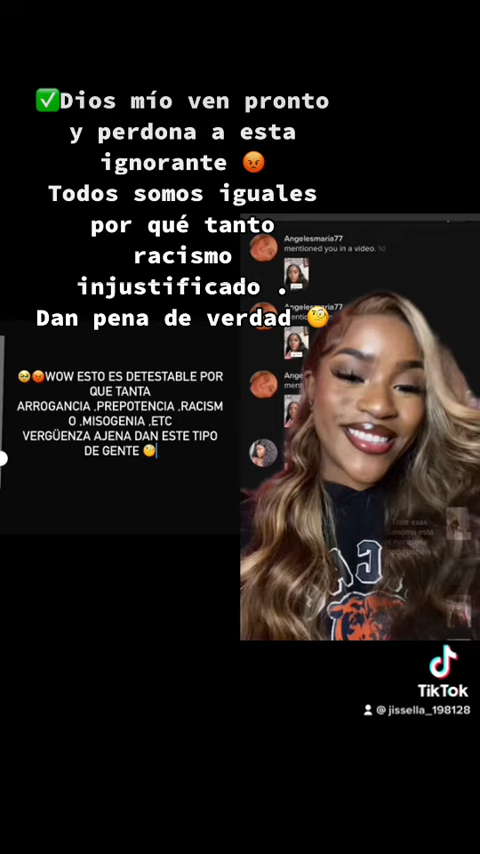 ✅Dios mío ven pronto
y perdona a esta
ignorante 😡
Todos somos iguales
por qué tanto
racismo
injustificado .
Dan pena de verdad 🧐
Angelesmaria77
mentioned you in a video. 1d
Angelesmaria77
🥺😡WOW ESTO ES DETESTABLE POR
QUE TANTA
ARROGANCIA ,PREPOTENCIA ,RACISM
O ,MISOGENIA ,ETC
VERGÜENZA AJENA DAN ESTE TIPO
DE GENTE 🧐
CA
TikTok
@jissella_198128